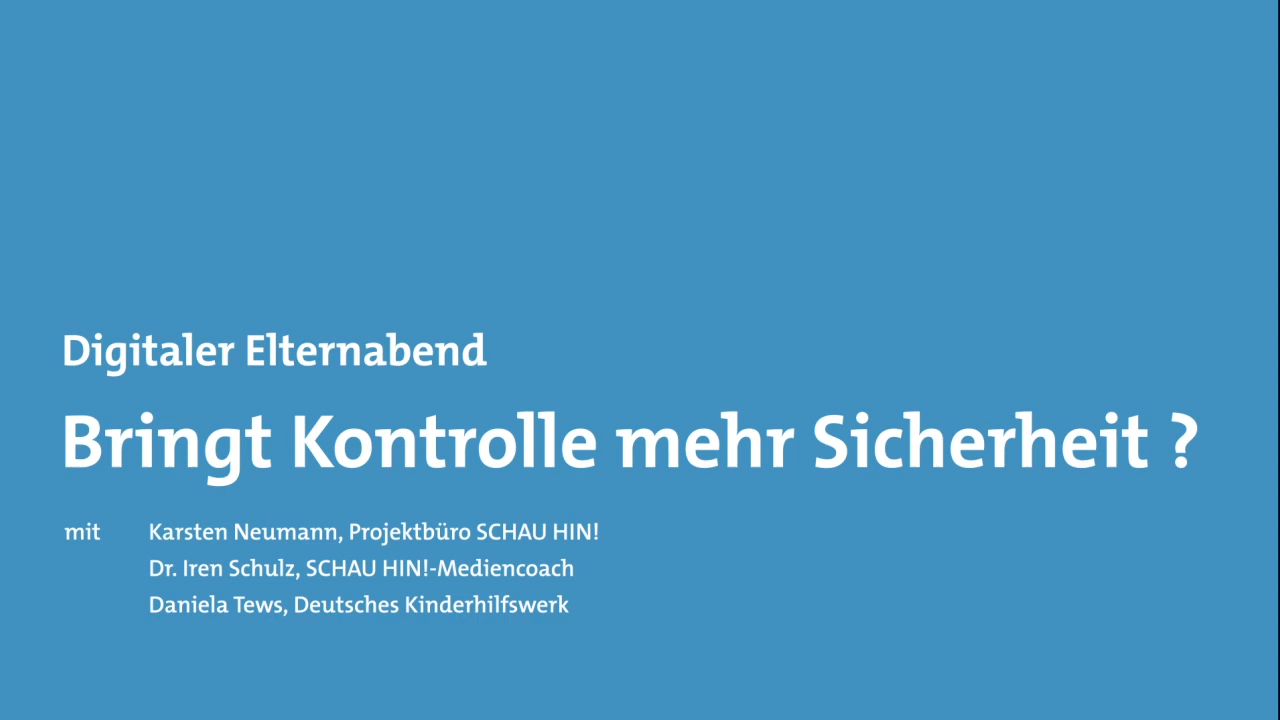 Digitaler Elternabend
Bringt Kontrolle mehr Sicherheit ?
mit Karsten Neumann, Projektbüro SCHAU HIN!
Dr. Iren Schulz, SCHAU HIN!-Mediencoach
Daniela Tews, Deutsches Kinderhilfswerk